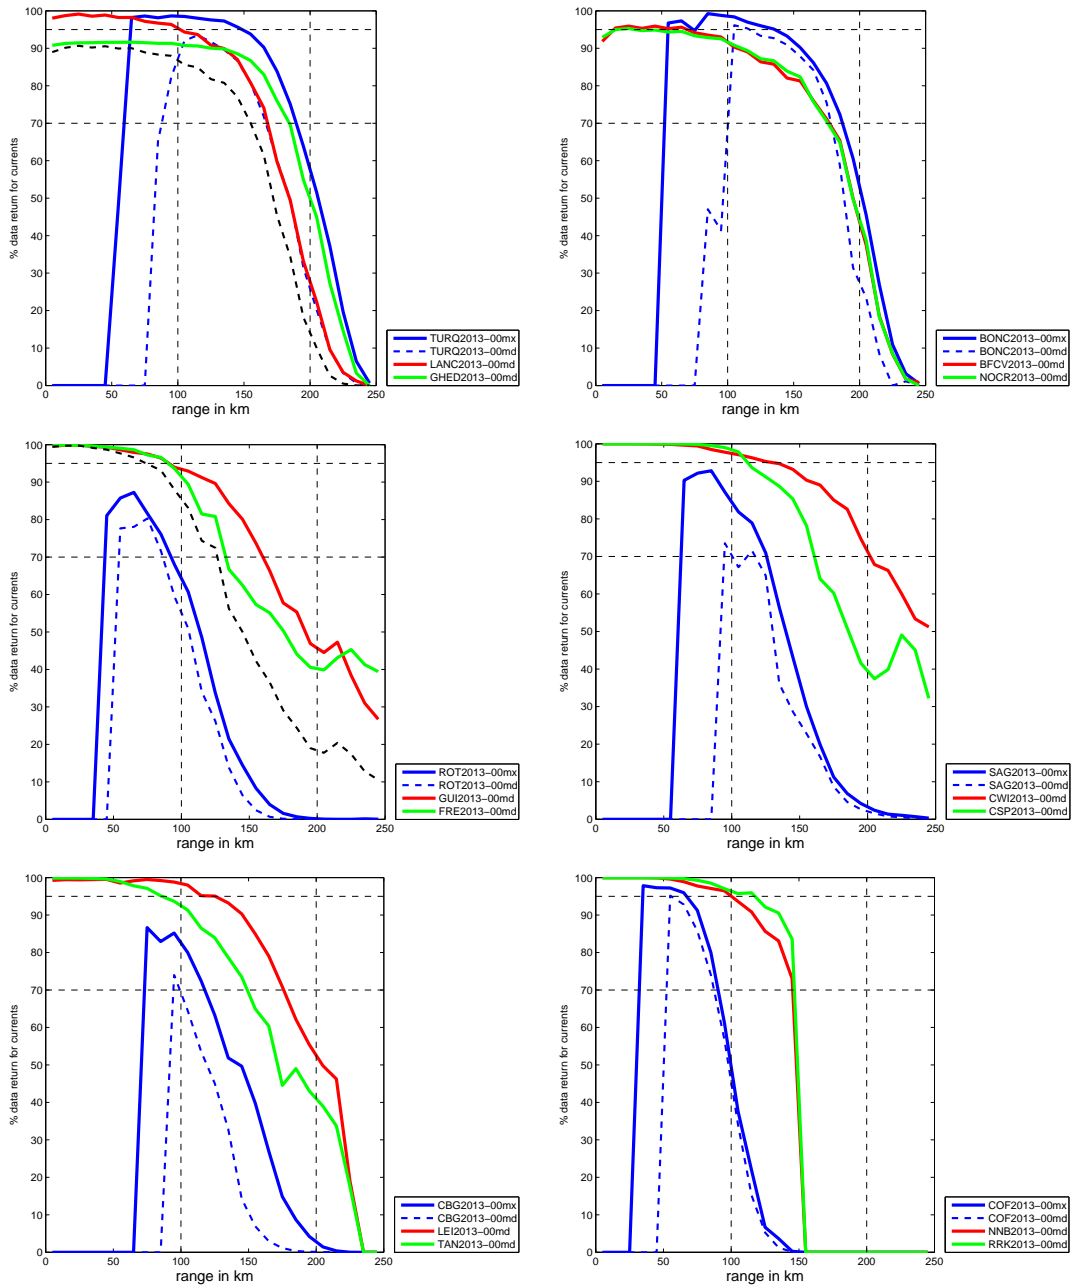 100
90
80
70
60
50
40
30
20
10
0
% data return for currents
0 50 100 150 200 250
range in km
TURQ2013−00mx
TURQ2013−00md
LANC2013−00md
GHED2013−00md
100
90
80
70
60
50
40
30
20
10
0
% data return for currents
0 50 100 150 200 250
range in km
BONC2013−00mx
BONC2013−00md
BFCV2013−00md
NOCR2013−00md
100
90
80
70
60
50
40
30
20
10
0
% data return for currents
0 50 100 150 200 250
range in km
ROT2013−00mx
ROT2013−00md
GUI2013−00md
FRE2013−00md
100
90
80
70
60
50
40
30
20
10
0
% data return for currents
0 50 100 150 200 250
range in km
SAG2013−00mx
SAG2013−00md
CWI2013−00md
CSP2013−00md
100
90
80
70
60
50
40
30
20
10
0
% data return for currents
0 50 100 150 200 250
range in km
CBG2013−00mx
CBG2013−00md
LEI2013−00md
TAN2013−00md
100
90
80
70
60
50
40
30
20
10
0
% data return for currents
0 50 100 150 200 250
range in km
COF2013−00mx
COF2013−00md
NNB2013−00md
RRK2013−00md